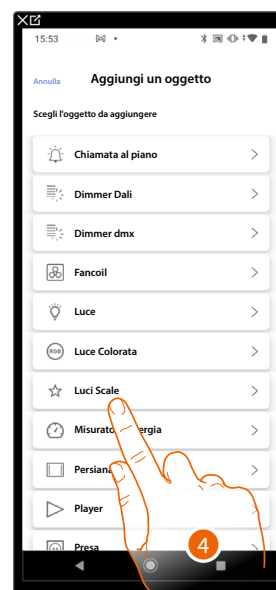 15:53
Annulla Aggiungi un oggetto
Scegli l'oggetto da aggiungere
Chiamata al piano
Dimmer Dali
Dimmer dmx
Fancoil
Luce
RGB Luce Colorata
Luci Scale
Persiana
Player
Presa
4